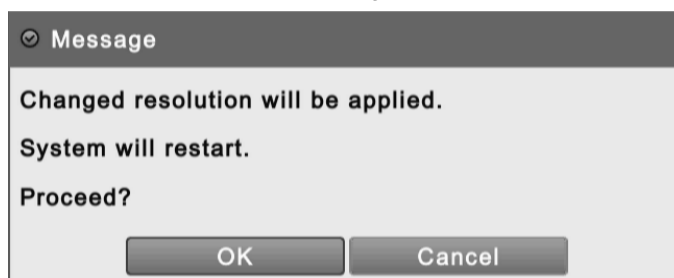 Message
Changed resolution will be applied.
System will restart.
Proceed?
OK Cancel